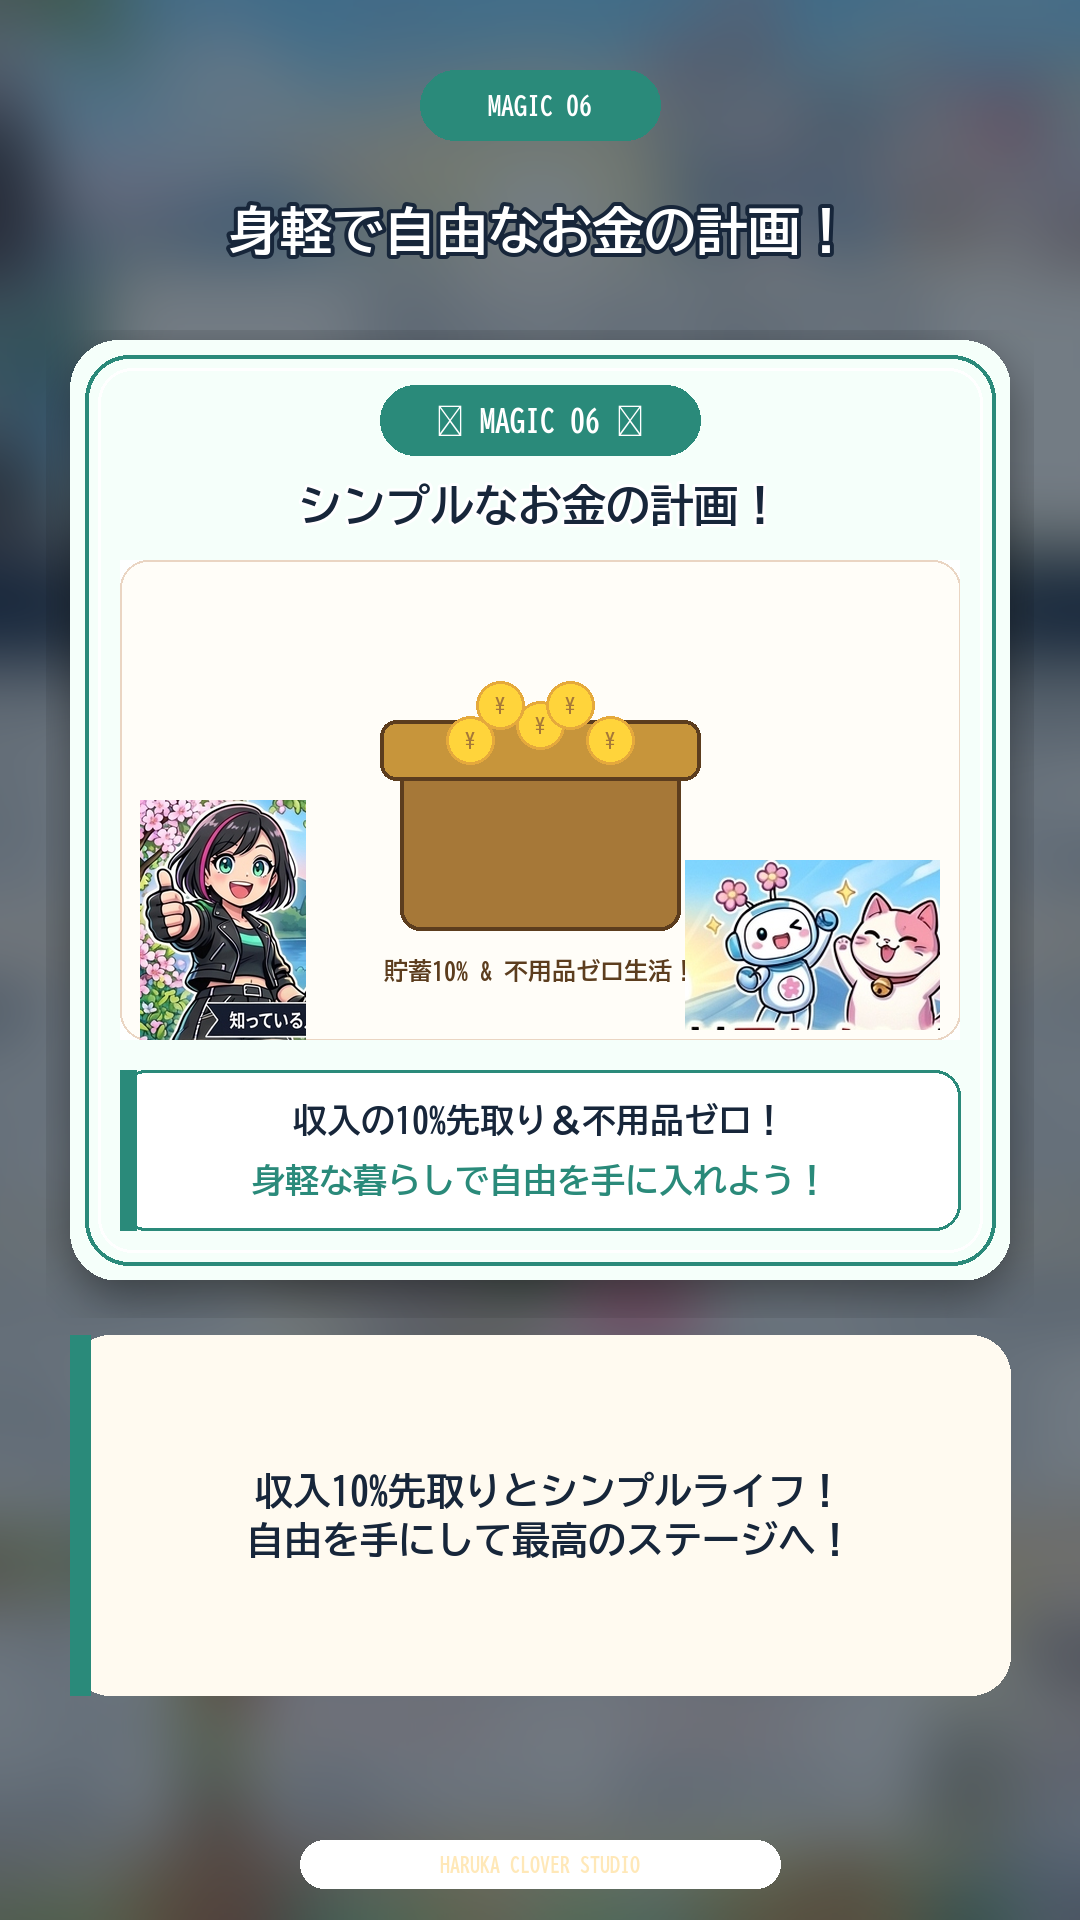 MAGIC 06
身軽で自由なお金の計画！
MAGIC 06
シンプルなお金の計画！
¥ ¥ ¥ ¥ ¥
知っている
貯蓄10% & 不用品ゼロ生活！
収入の10%先取り＆不用品ゼロ！
身軽な暮らしで自由を手に入れよう！
収入10%先取りとシンプルライフ！
自由を手にして最高のステージへ！
HARUKA CLOVER STUDIO